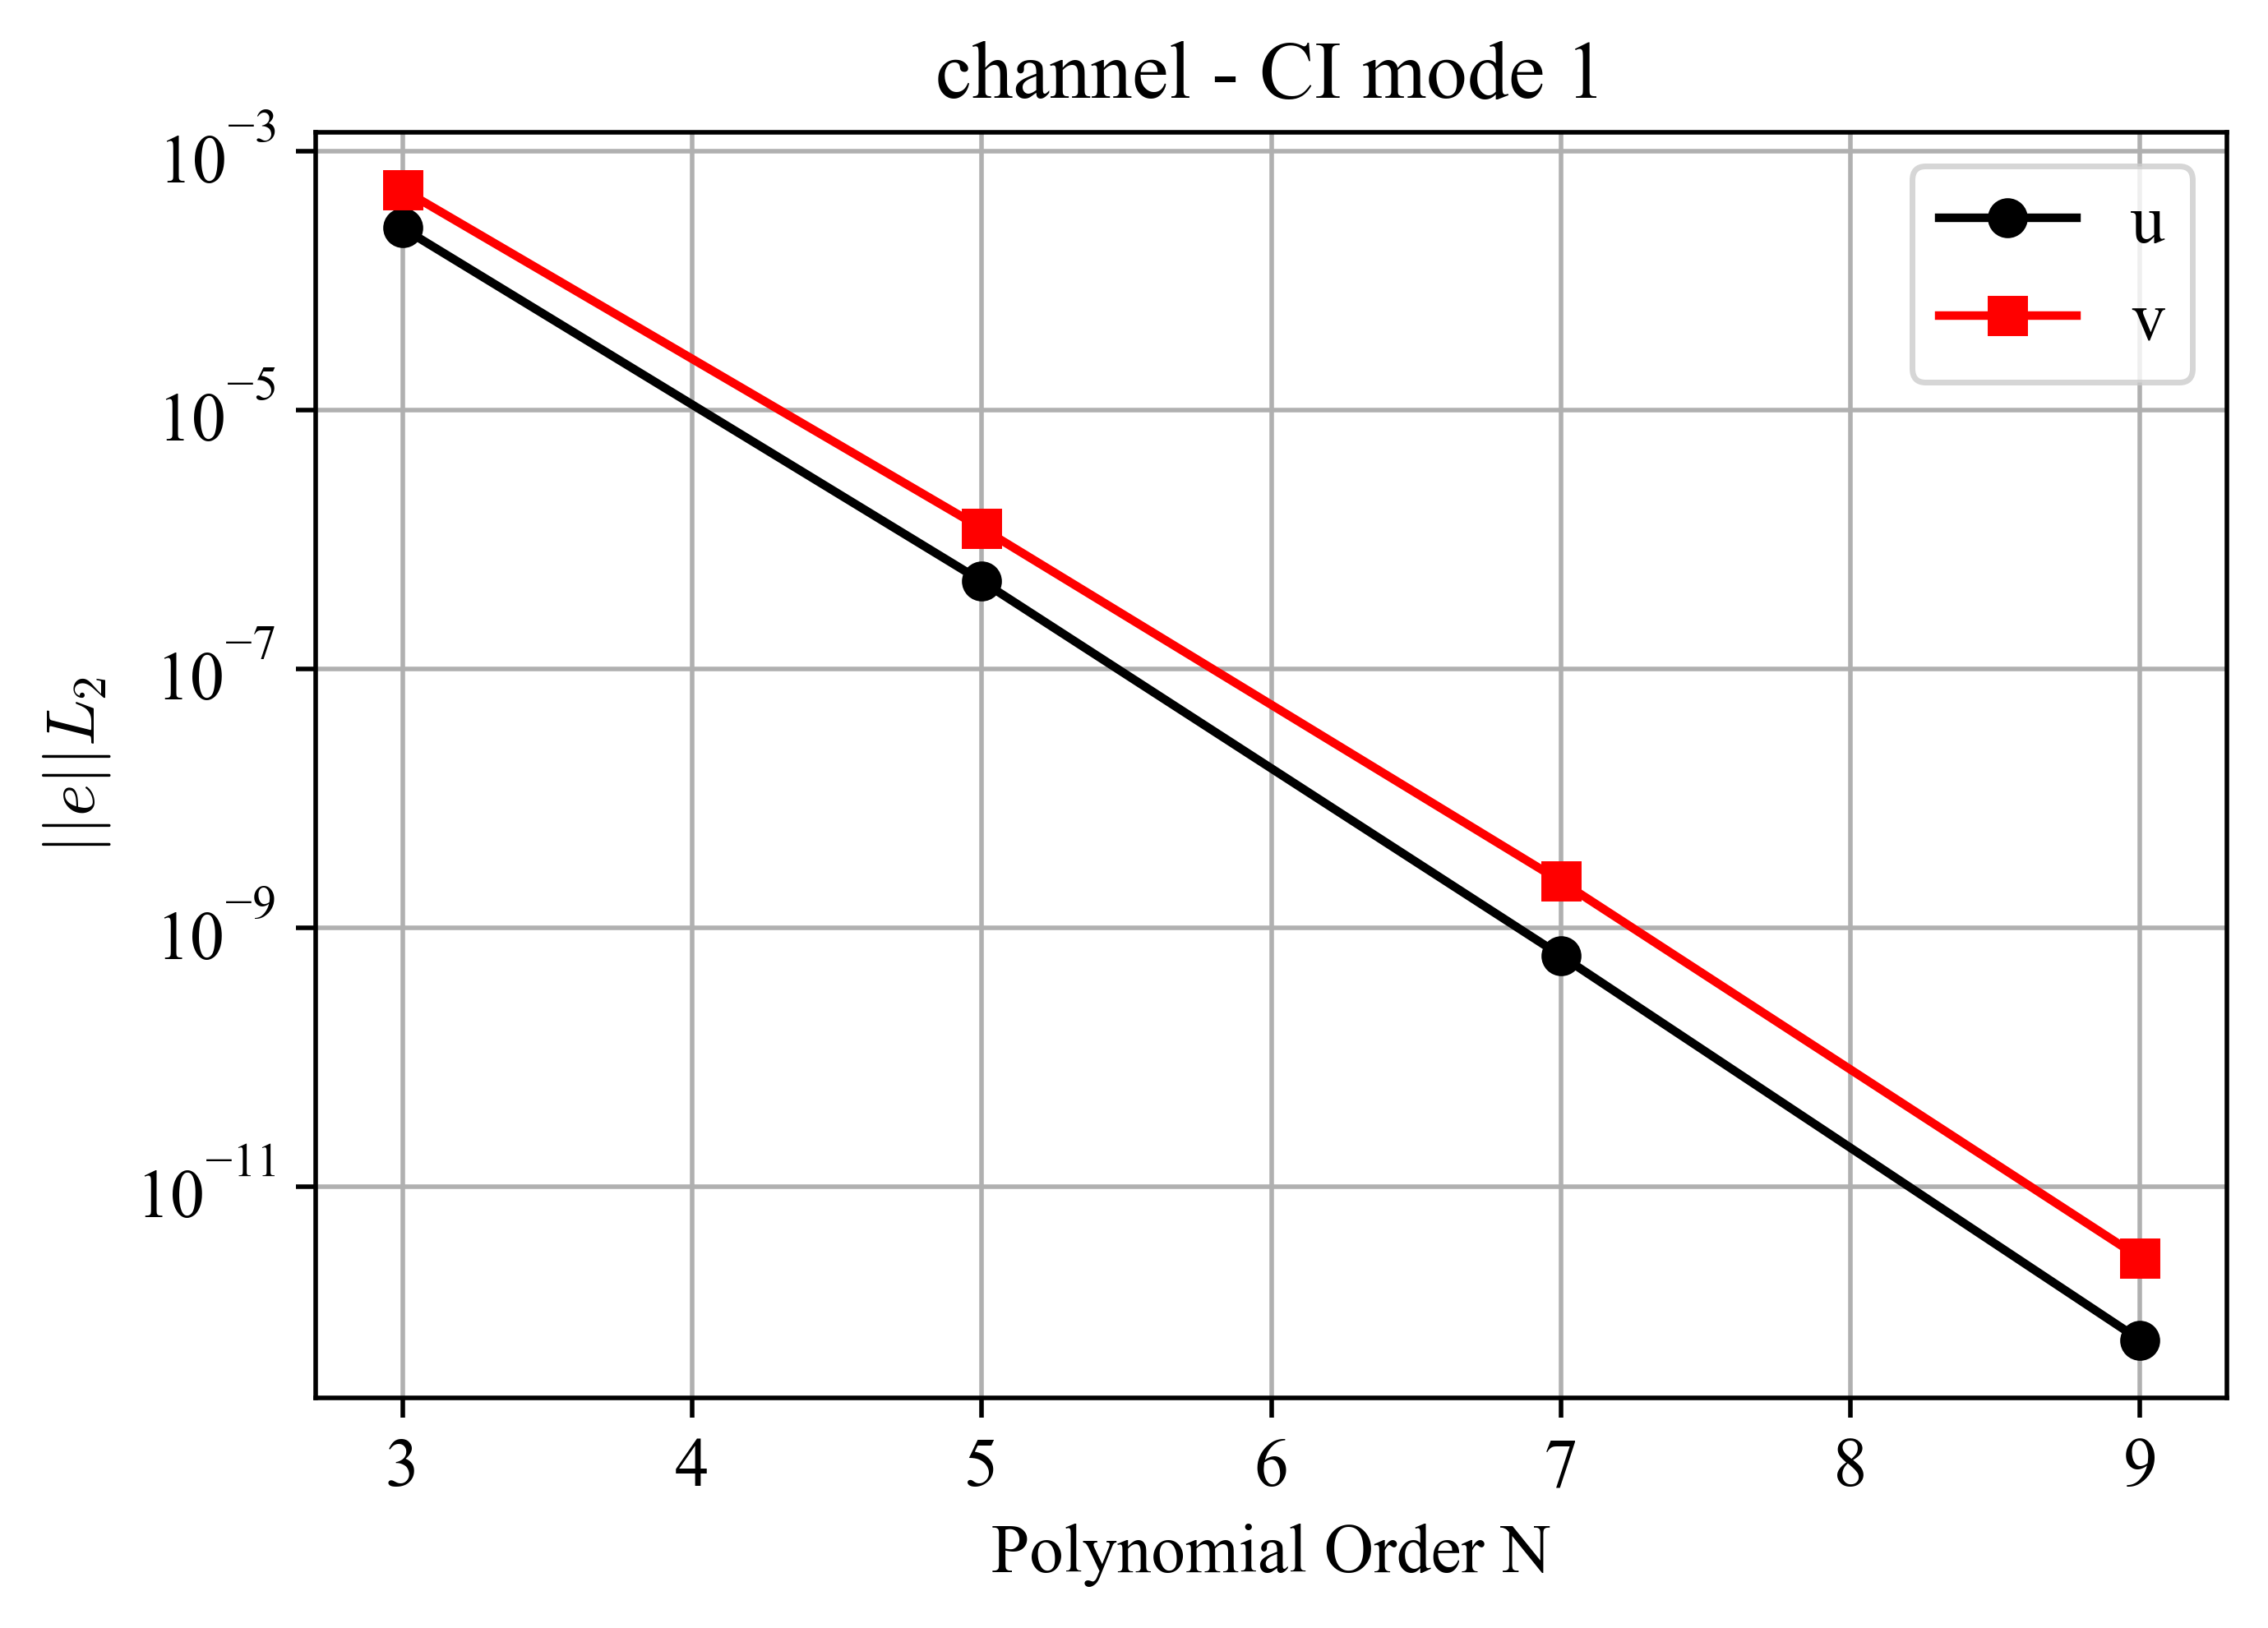 channel - CI mode 1
10⁻³
10⁻⁵
10⁻⁷
10⁻⁹
10⁻¹¹
||e||L₂
u
v
3 4 5 6 7 8 9
Polynomial Order N